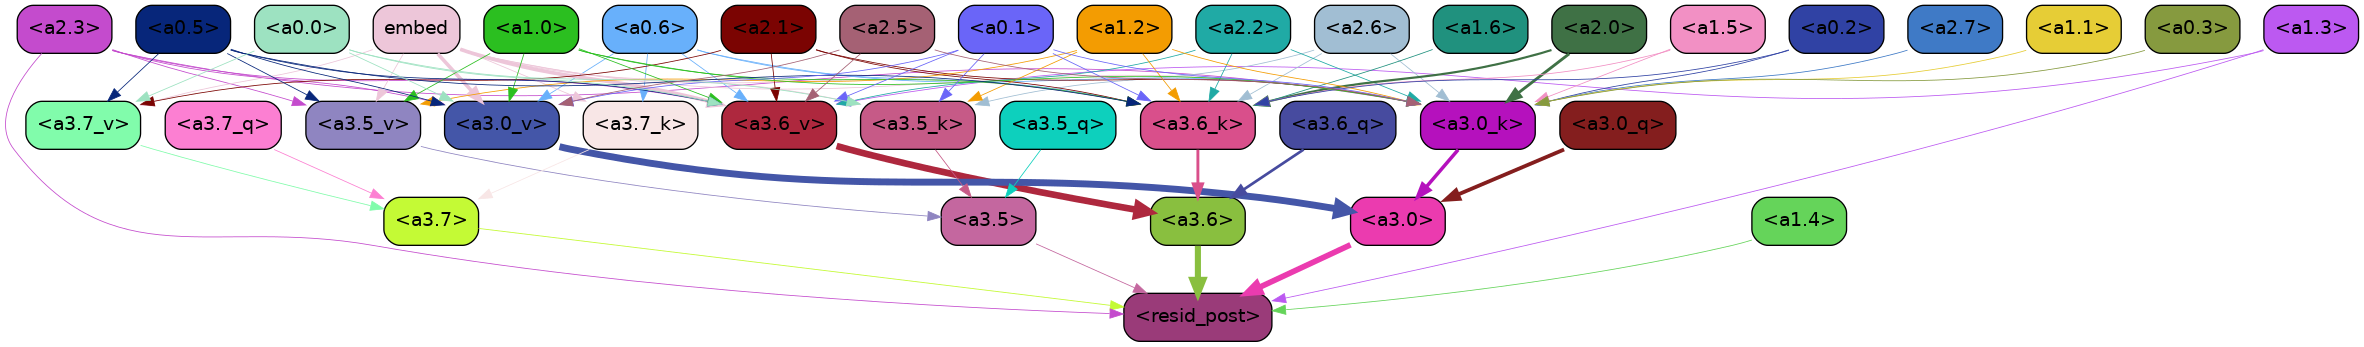 <a2.3> <a0.5> <a0.0> embed <a1.0> <a0.6> <a2.1> <a2.5> <a0.1> <a1.2> <a2.2> <a2.6> <a1.6> <a2.0> <a1.5> <a0.2> <a2.7> <a1.1> <a0.3> <a1.3>
<a3.7_v> <a3.7_q> <a3.5_v> <a3.0_v> <a3.7_k> <a3.6_v> <a3.5_k> <a3.5_q> <a3.6_k> <a3.6_q> <a3.0_k> <a3.0_q>
<a3.7> <a3.5> <a3.6> <a3.0> <a1.4>
<resid_post>